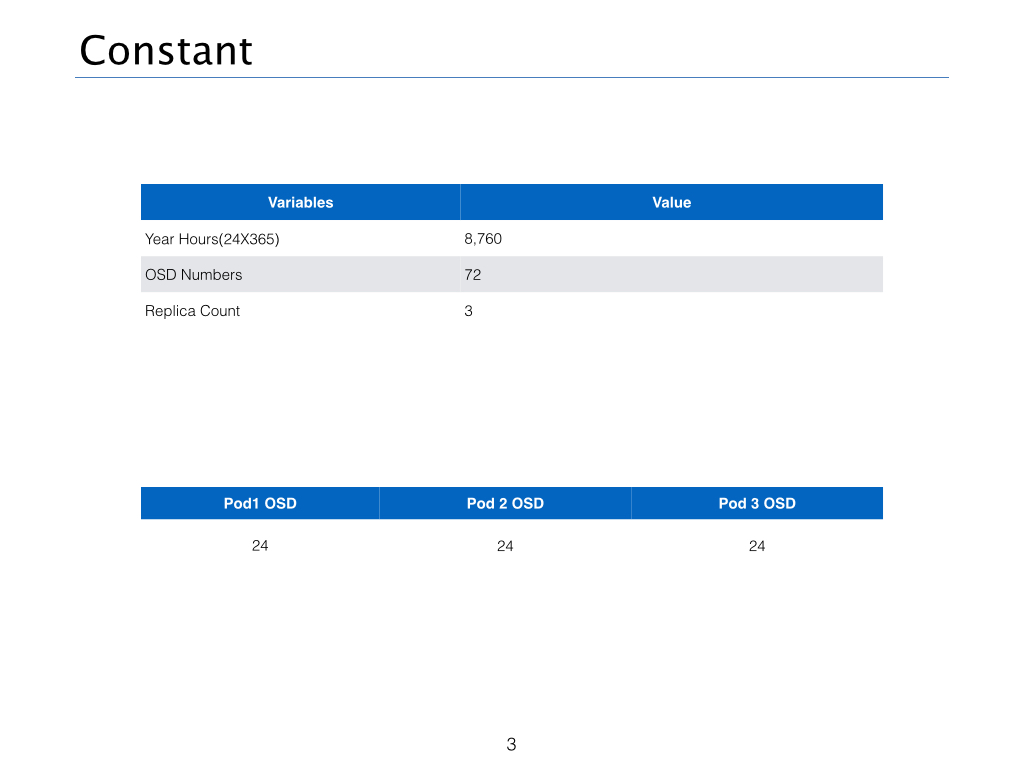 Constant
Variables Value
Year Hours(24X365) 8,760
OSD Numbers 72
Replica Count 3
Pod1 OSD Pod 2 OSD Pod 3 OSD
24 24 24
3